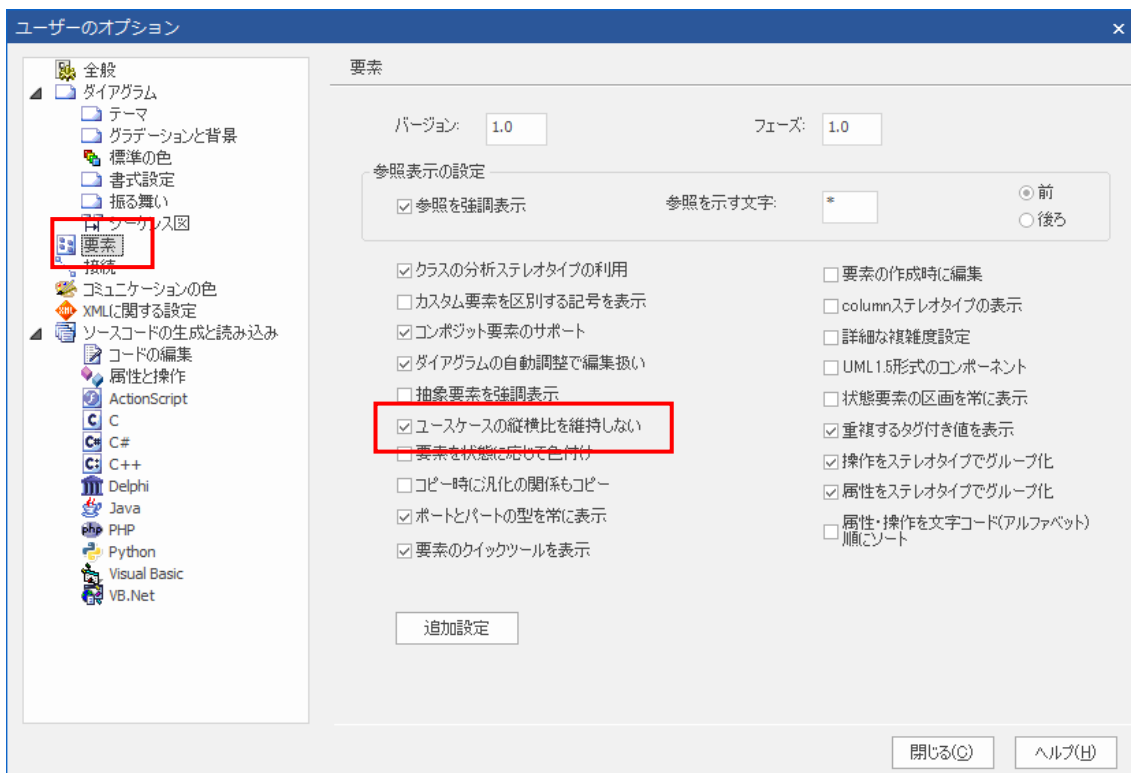 ユーザーのオプション
全般
ダイアグラム
テーマ
グラデーションと背景
標準の色
書式設定
振る舞い
シーケンス図
要素
接続
コミュニケーションの色
XMLに関する設定
ソースコードの生成と読み込み
コードの編集
属性と操作
ActionScript
C
C#
C++
Delphi
Java
PHP
Python
Visual Basic
VB.Net
要素
バージョン: 1.0 フェーズ: 1.0
参照表示の設定
参照を強調表示 参照を示す文字: * 前
後ろ
クラスの分析ステレオタイプの利用
カスタム要素を区別する記号を表示
コンポジット要素のサポート
ダイアグラムの自動調整で編集扱い
抽象要素を強調表示
ユースケースの縦横比を維持しない
要素を状態に応じて色付け
コピー時に汎化の関係もコピー
ポートとパートの型を常に表示
要素のクイックツールを表示
要素の作成時に編集
columnステレオタイプの表示
詳細な複雑度設定
UML1.5形式のコンポーネント
状態要素の区画を常に表示
重複するタグ付き値を表示
操作をステレオタイプでグループ化
属性をステレオタイプでグループ化
属性・操作を文字コード(アルファベット)
順にソート
追加設定
閉じる(C) ヘルプ(H)